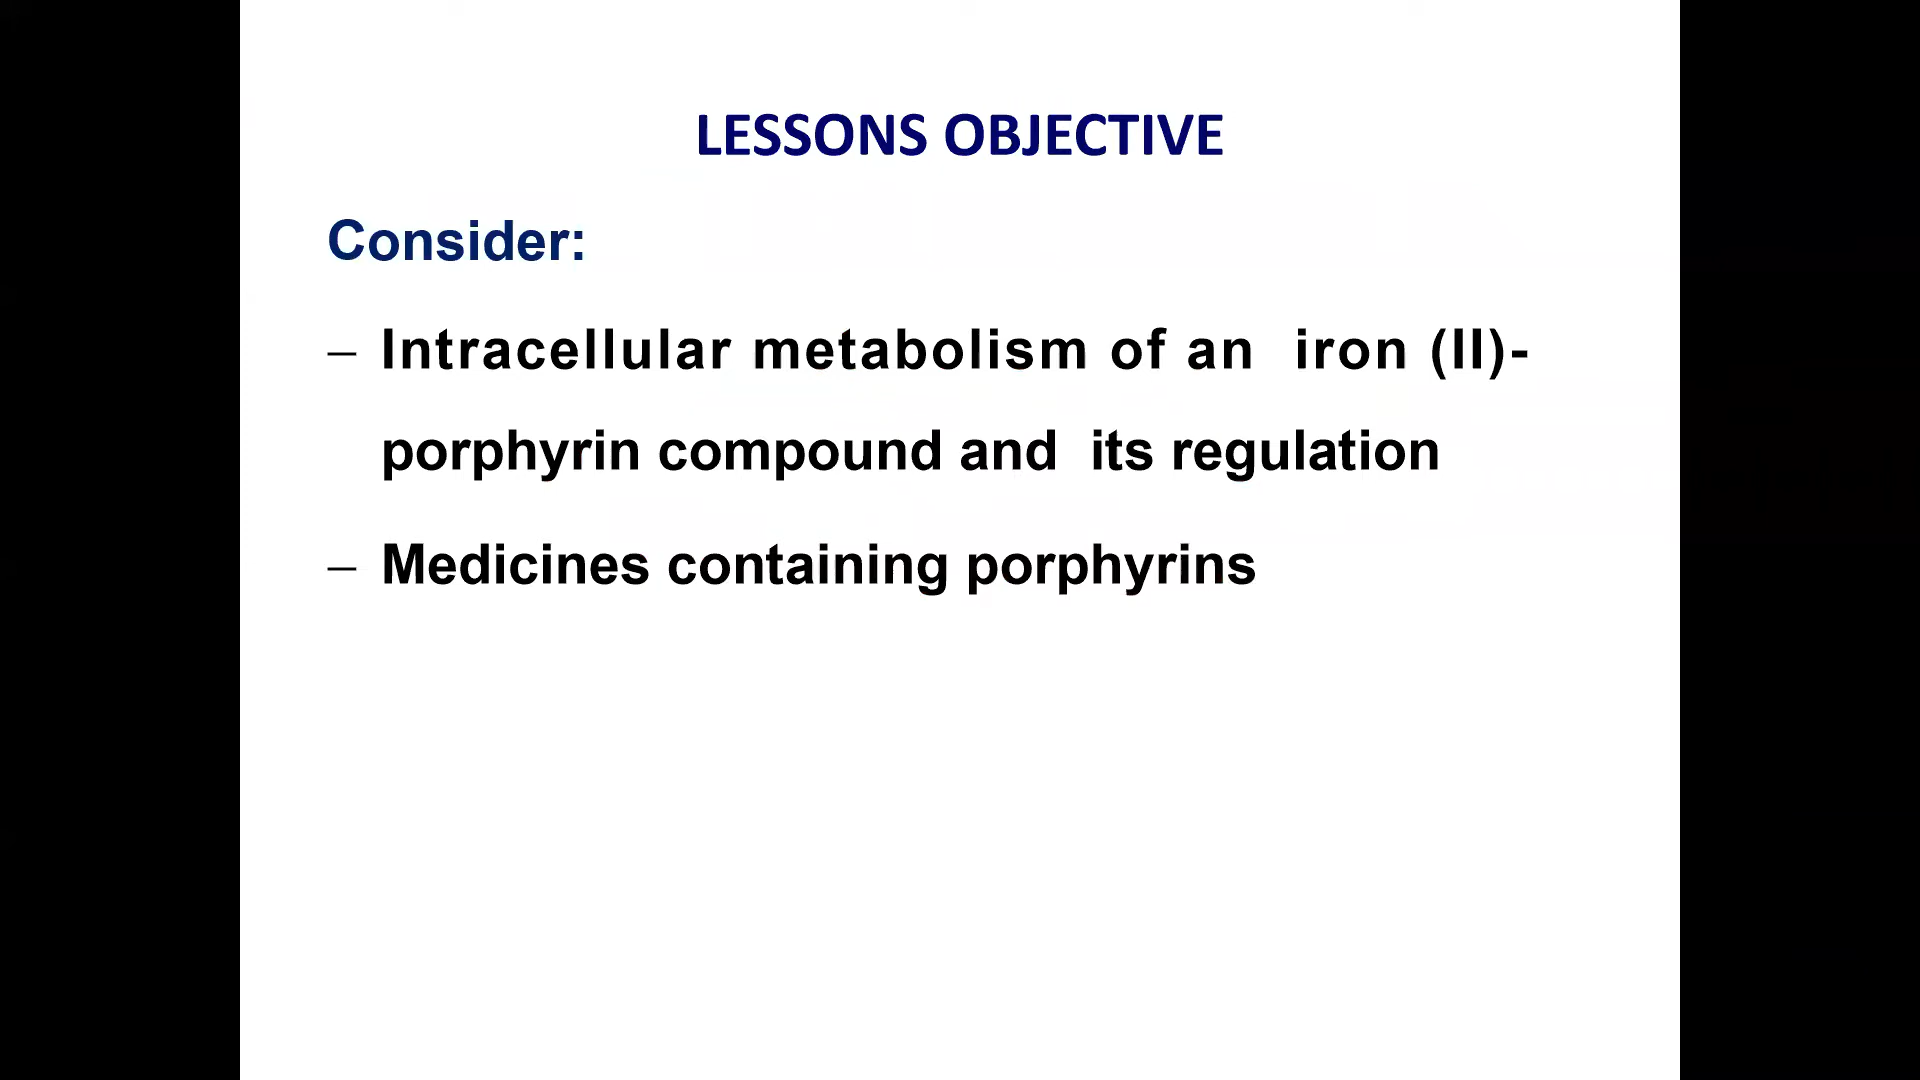 LESSONS OBJECTIVE
Consider:
– Intracellular metabolism of an iron (II)-
porphyrin compound and its regulation
– Medicines containing porphyrins